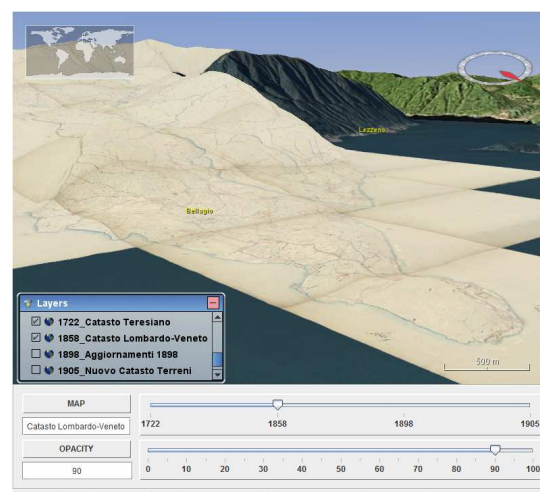 Lezzeno
Bellagio
Layers
1722_Catasto Teresiano
1858_Catasto Lombardo-Veneto
1898_Aggiornamenti 1898
1905_Nuovo Catasto Terreni
500 m
MAP
Catasto Lombardo-Veneto
1722 1858 1898 1905
OPACITY
90
0 10 20 30 40 50 60 70 80 90 100